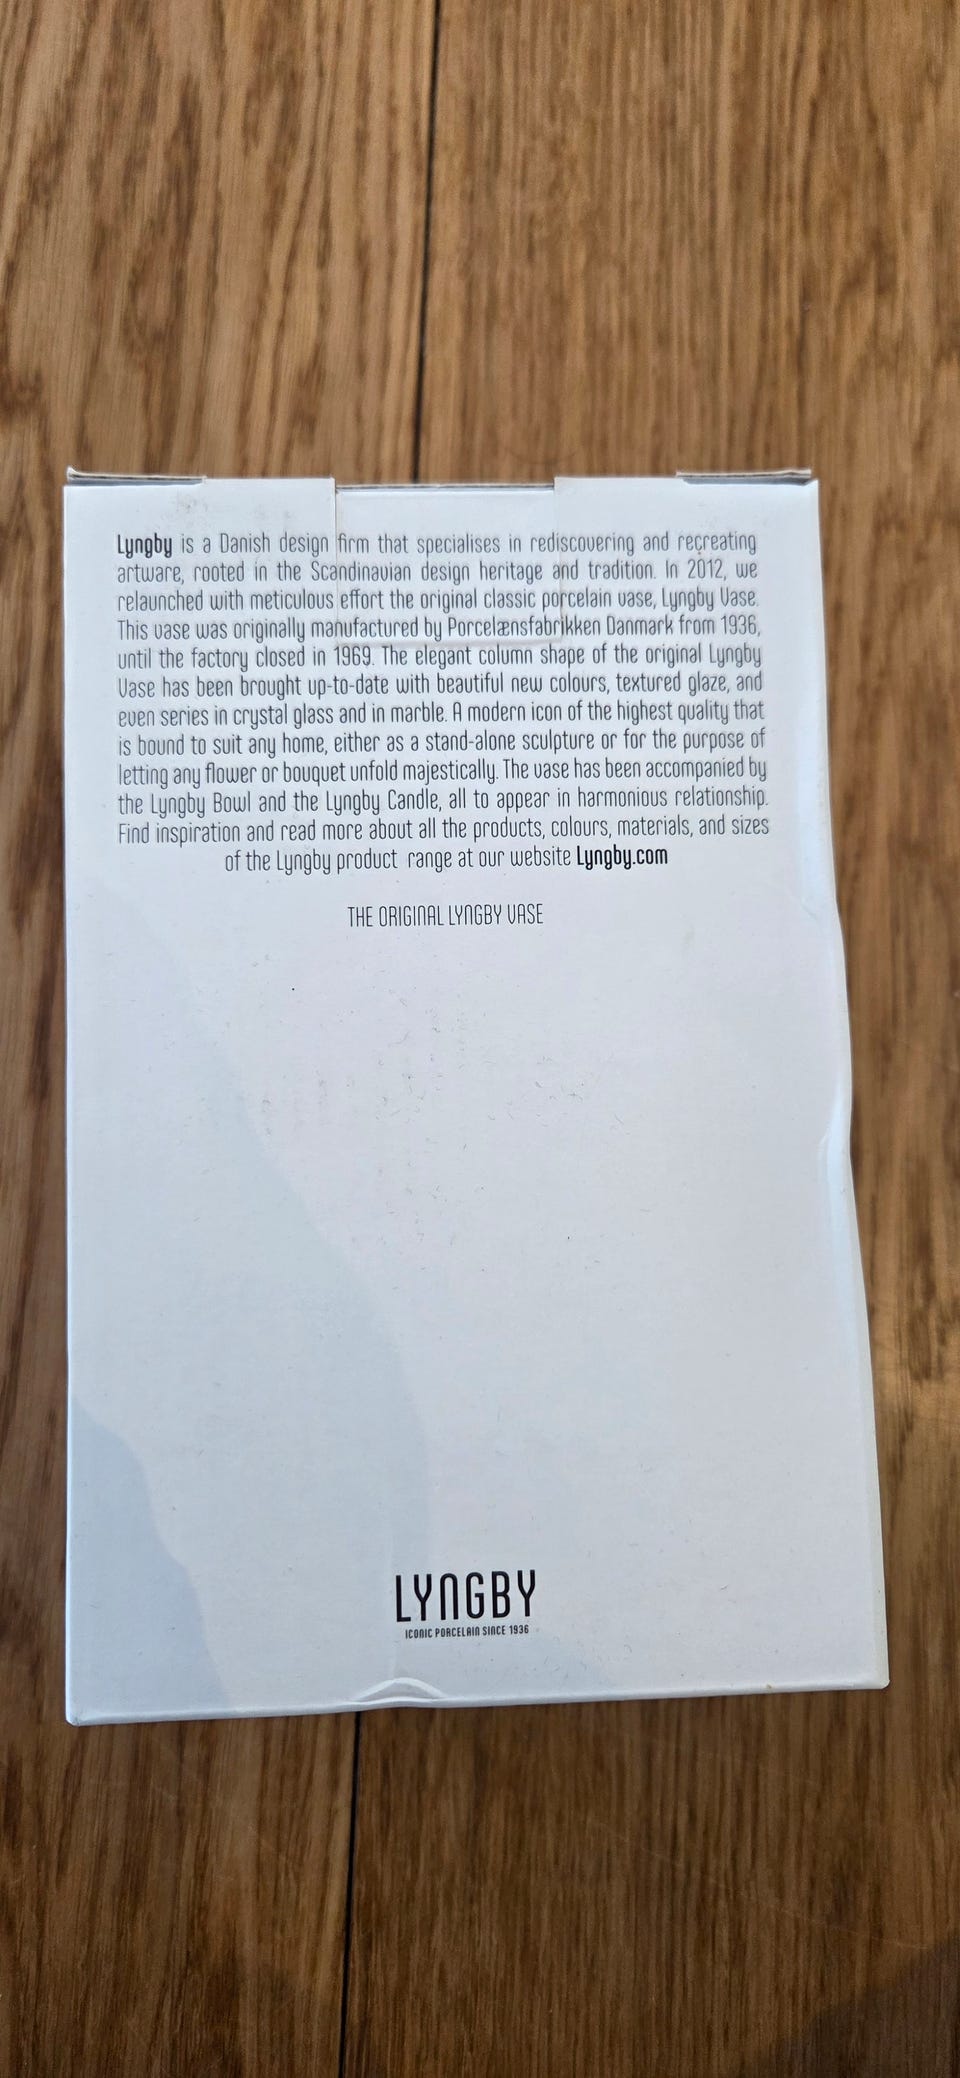 Lyngby is a Danish design firm that specialises in rediscovering and recreating
artware, rooted in the Scandinavian design heritage and tradition. In 2012, we
relaunched with meticulous effort the original classic porcelain vase, Lyngby Vase.
This vase was originally manufactured by Porcelænsfabrikken Danmark from 1936,
until the factory closed in 1969. The elegant column shape of the original Lyngby
Vase has been brought up-to-date with beautiful new colours, textured glaze, and
even series in crystal glass and in marble. A modern icon of the highest quality that
is bound to suit any home, either as a stand-alone sculpture or for the purpose of
letting any flower or bouquet unfold majestically. The vase has been accompanied by
the Lyngby Bowl and the Lyngby Candle, all to appear in harmonious relationship.
Find inspiration and read more about all the products, colours, materials, and sizes
of the Lyngby product range at our website Lyngby.com
THE ORIGINAL LYNGBY VASE
LYNGBY
ICONIC PORCELAIN SINCE 1936